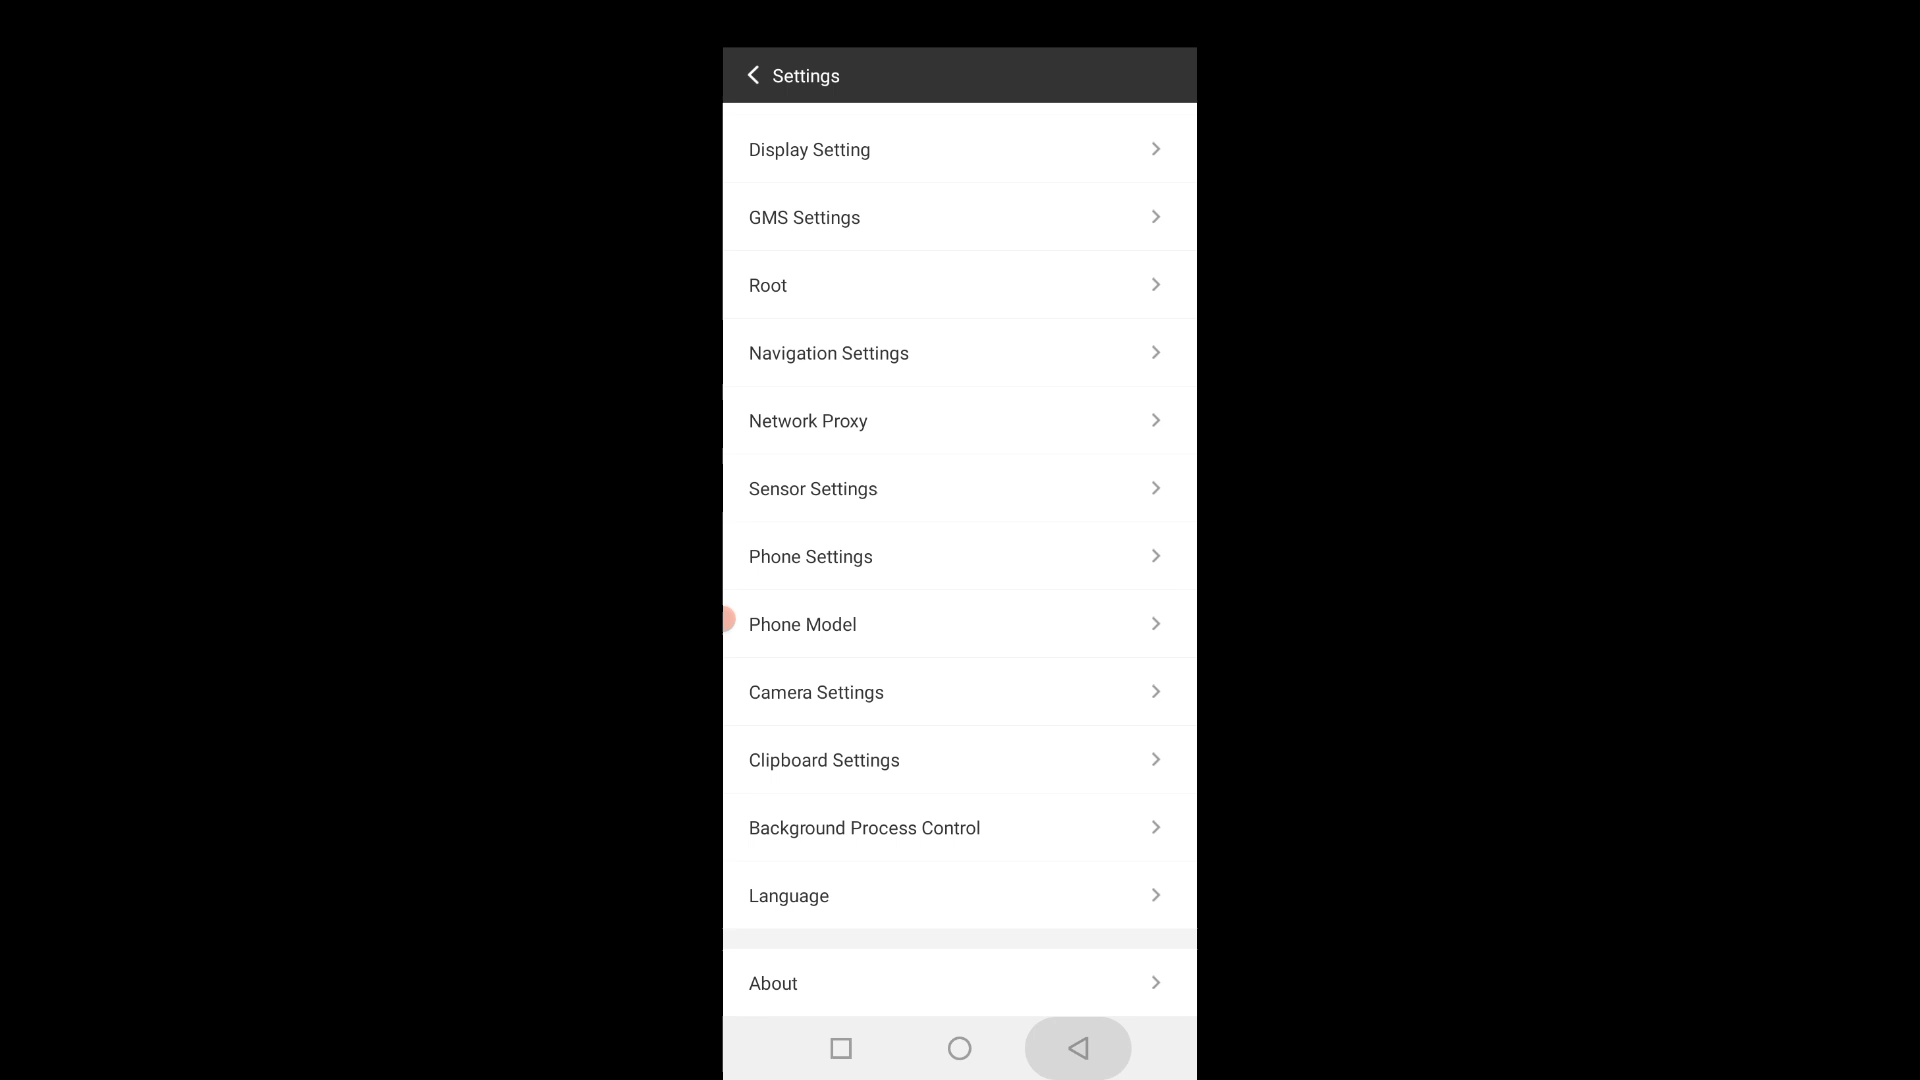 Settings
Display Setting
GMS Settings
Root
Navigation Settings
Network Proxy
Sensor Settings
Phone Settings
Phone Model
Camera Settings
Clipboard Settings
Background Process Control
Language
About